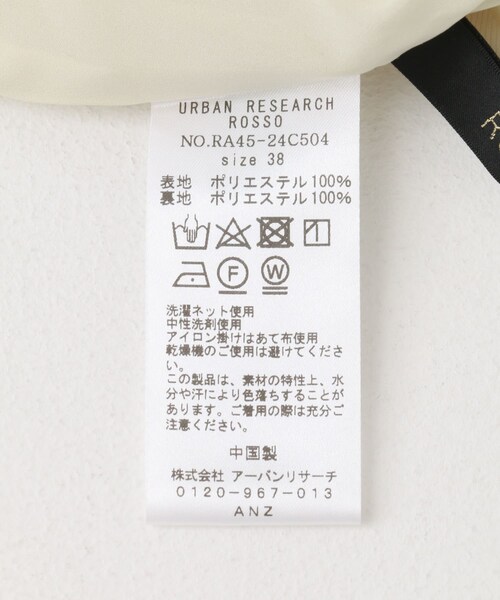 URBAN RESEARCH
ROSSO
NO.RA45-24C504
size 38
表地 ポリエステル100%
裏地 ポリエステル100%
F W
洗濯ネット使用
中性洗剤使用
アイロン掛けはあて布使用
乾燥機のご使用は避けてくださ
い。
この製品は、素材の特性上、水
分や汗により色落ちすることが
あります。ご着用の際は充分ご
注意ください。
中国製
株式会社 アーバンリサーチ
0120-967-013
ANZ